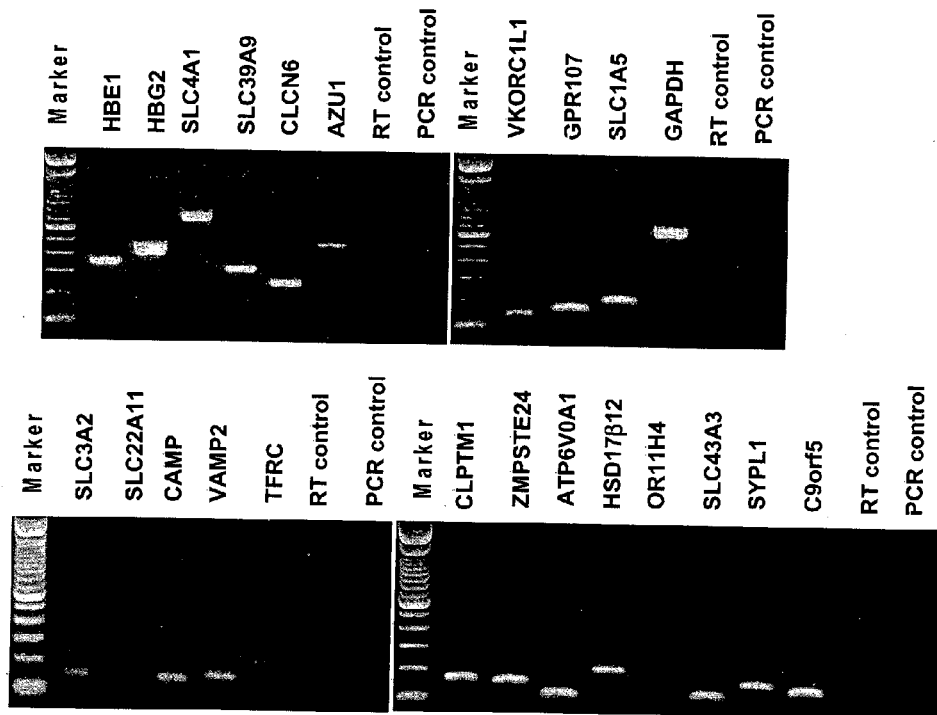 Marker
HBE1
HBG2
SLC4A1
SLC39A9
CLCN6
AZU1
RT control
PCR control
Marker
VKORC1L1
GPR107
SLC1A5
GAPDH
RT control
PCR control
Marker
SLC3A2
SLC22A11
CAMP
VAMP2
TFRC
RT control
PCR control
Marker
CLPTM1
ZMPSTE24
ATP6V0A1
HSD17β12
OR11H4
SLC43A3
SYPL1
C9orf5
RT control
PCR control